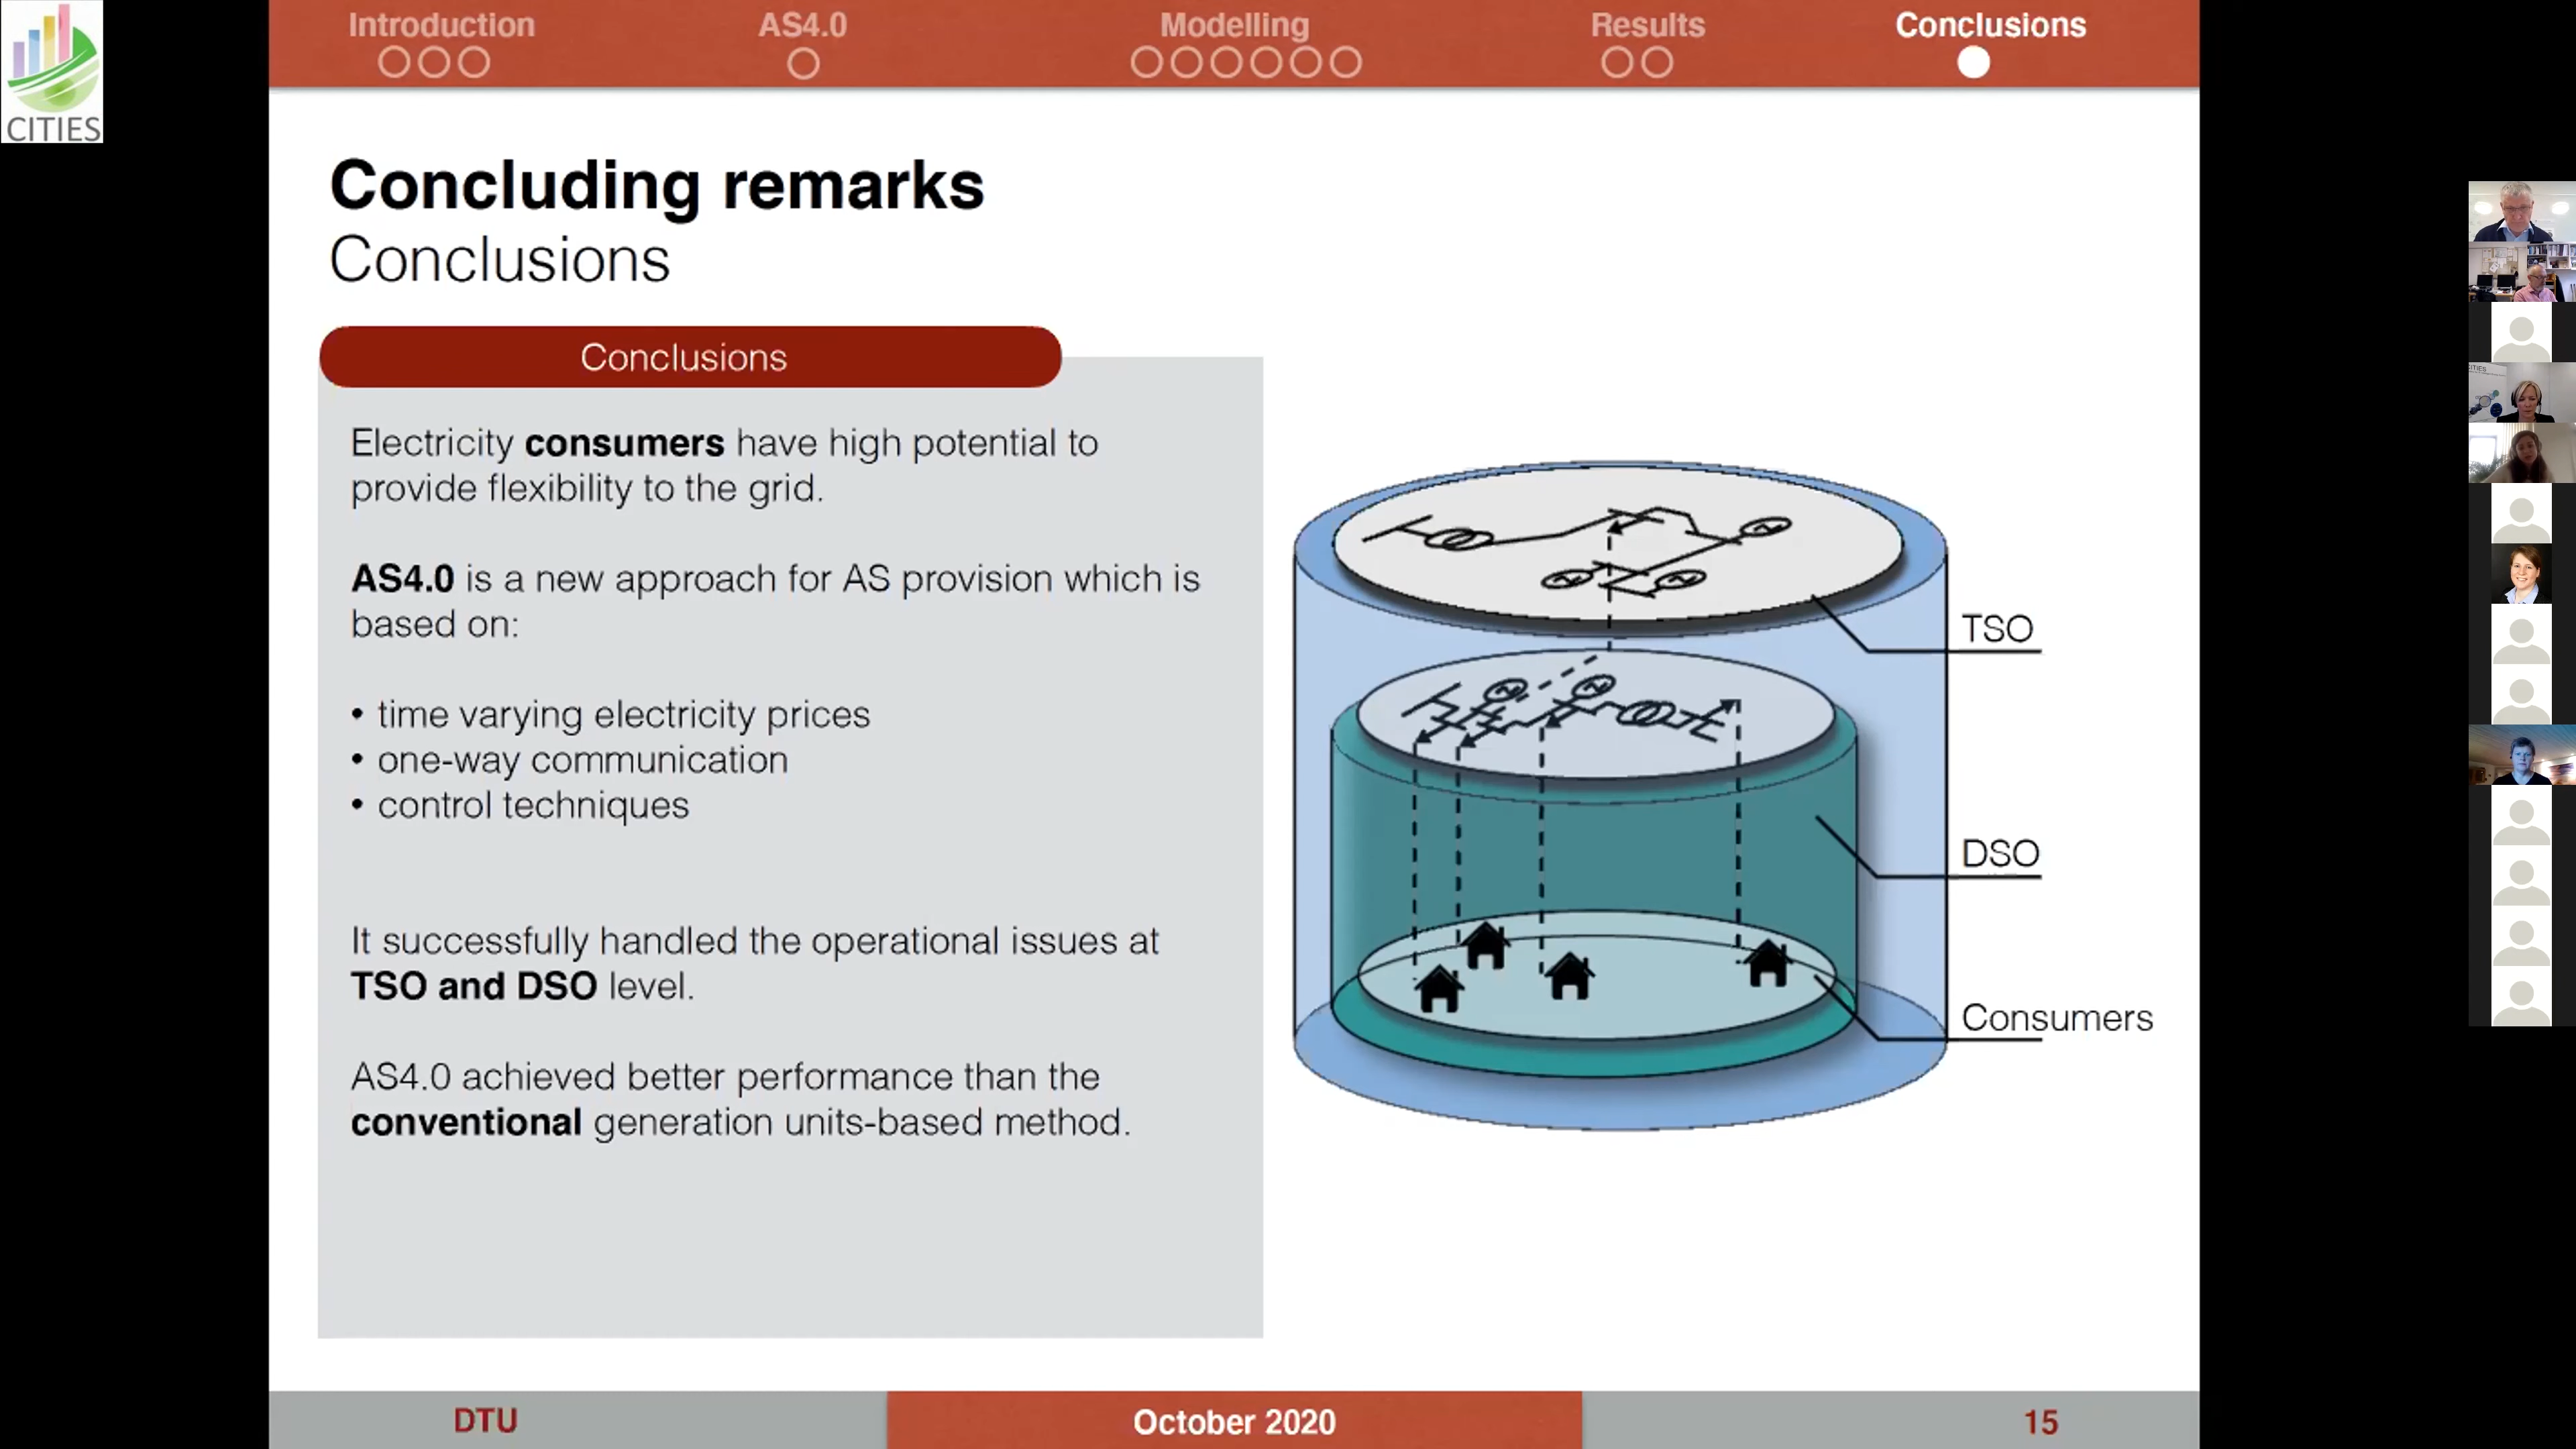 CITIES
Introduction
AS4.0
Modelling
Results
Conclusions
Concluding remarks
Conclusions
Conclusions
Electricity consumers have high potential to
provide flexibility to the grid.
AS4.0 is a new approach for AS provision which is
based on:
• time varying electricity prices
• one-way communication
• control techniques
It successfully handled the operational issues at
TSO and DSO level.
AS4.0 achieved better performance than the
conventional generation units-based method.
TSO
DSO
Consumers
DTU
October 2020
15
CITIES